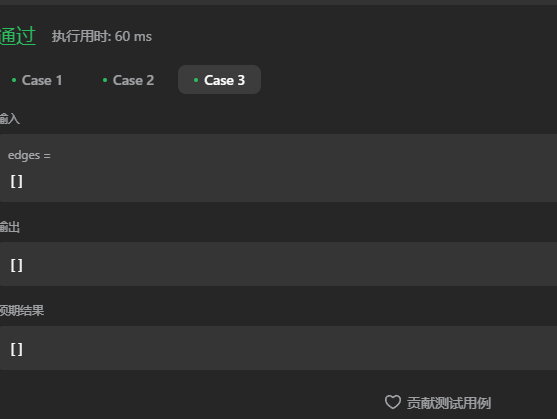 通过 执行用时: 60 ms
Case 1 Case 2 Case 3
输入
edges =
[]
输出
[]
预期结果
[]
贡献测试用例